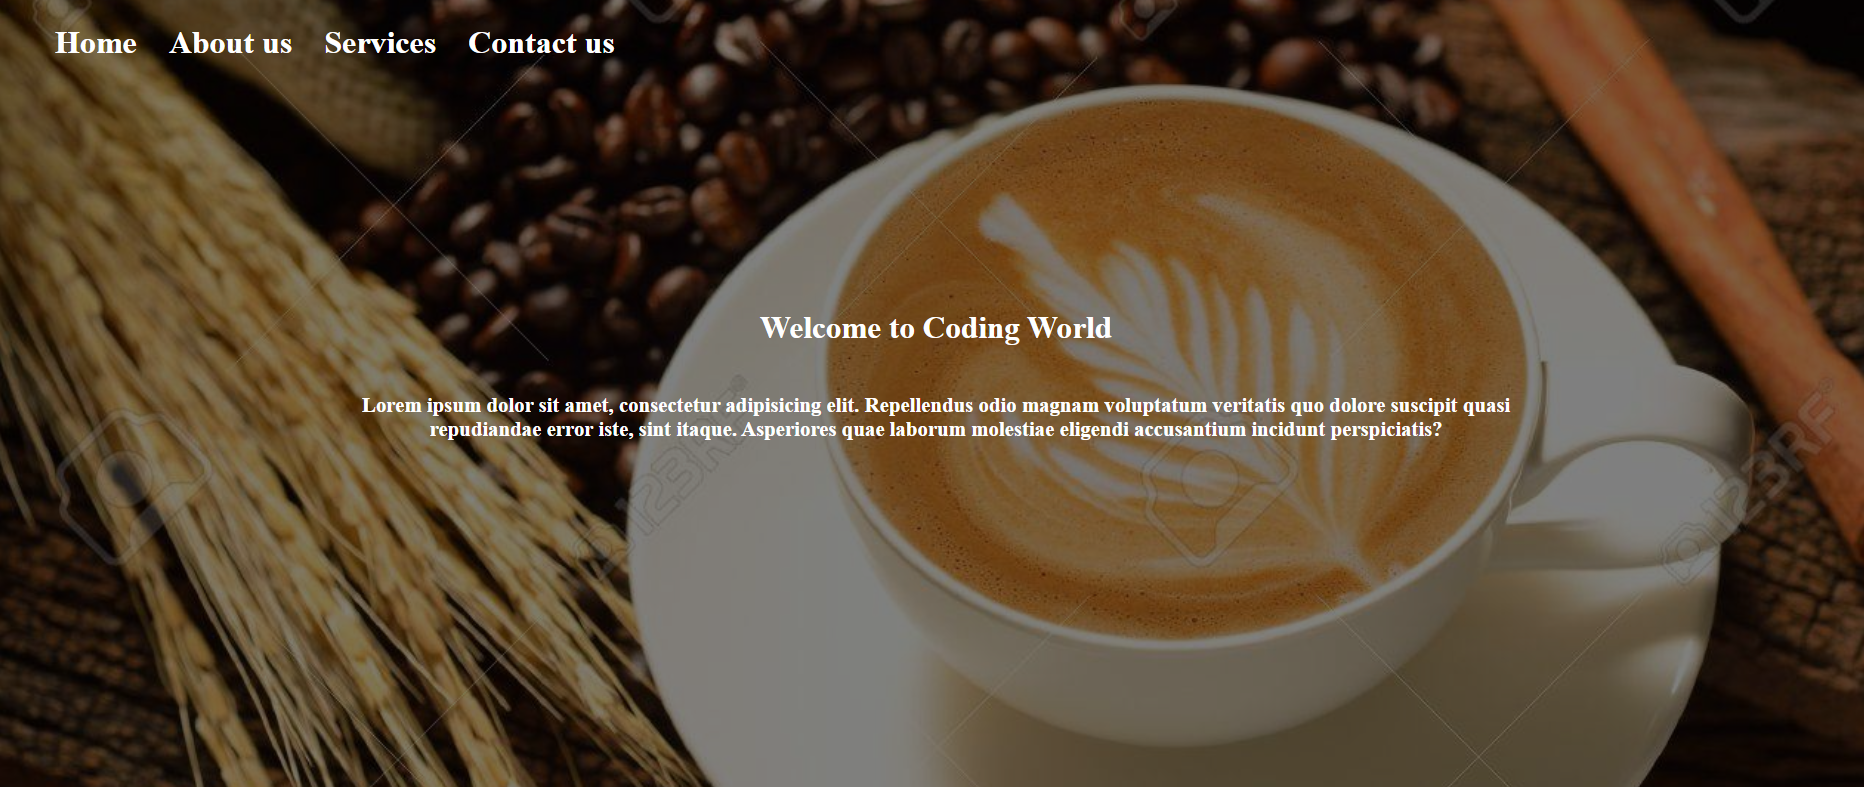 Home About us Services Contact us
Welcome to Coding World
Lorem ipsum dolor sit amet, consectetur adipisicing elit. Repellendus odio magnam voluptatum veritatis quo dolore suscipit quasi
repudiandae error iste, sint itaque. Asperiores quae laborum molestiae eligendi accusantium incidunt perspiciatis?
123RF®
123RF®